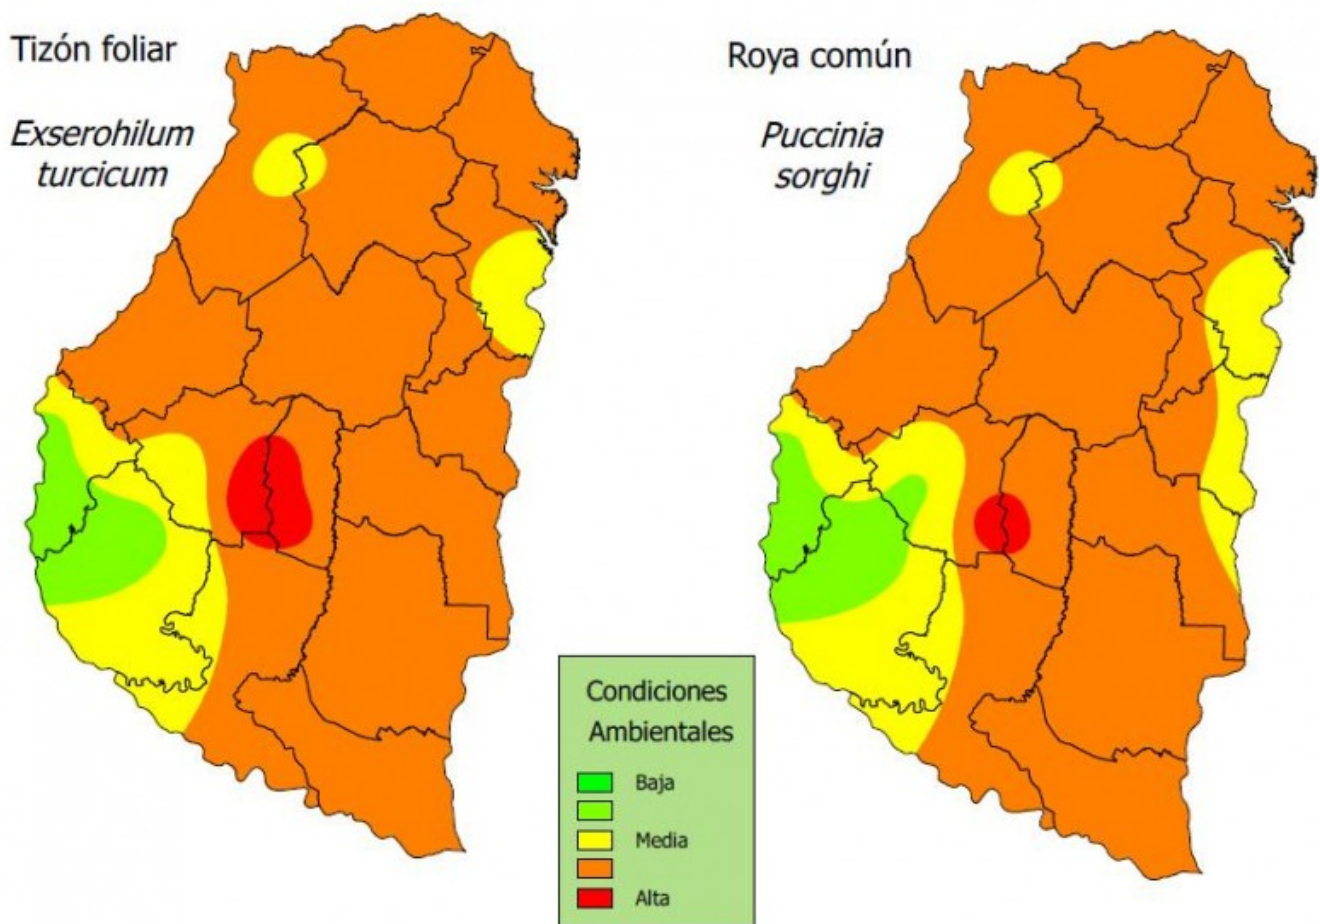 Tizón foliar
Exserohilum
turcicum
Roya común
Puccinia
sorghi
Condiciones
Ambientales
Baja
Media
Alta